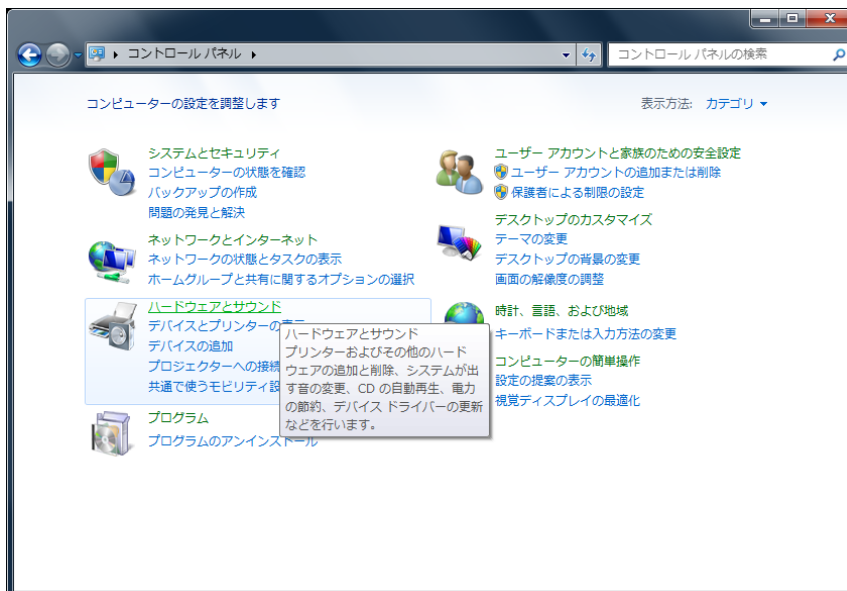 コントロール パネル
コントロール パネルの検索
コンピューターの設定を調整します
表示方法: カテゴリ
システムとセキュリティ
コンピューターの状態を確認
バックアップの作成
問題の発見と解決
ネットワークとインターネット
ネットワークの状態とタスクの表示
ホームグループと共有に関するオプションの選択
ハードウェアとサウンド
デバイスとプリンターの表示
デバイスの追加
プロジェクターへの接続
共通で使うモビリティ設
ハードウェアとサウンド
プリンターおよびその他のハード
ウェアの追加と削除、システムが出
す音の変更、CD の自動再生、電力
の節約、デバイス ドライバーの更新
などを行います。
プログラム
プログラムのアンインストール
ユーザー アカウントと家族のための安全設定
ユーザー アカウントの追加または削除
保護者による制限の設定
デスクトップのカスタマイズ
テーマの変更
デスクトップの背景の変更
画面の解像度の調整
時計、言語、および地域
キーボードまたは入力方法の変更
コンピューターの簡単操作
設定の提案の表示
視覚ディスプレイの最適化